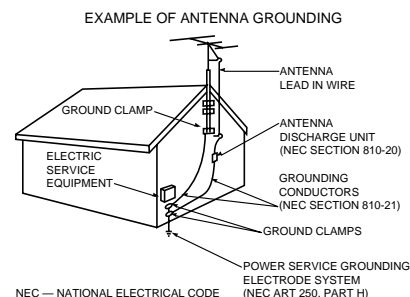 EXAMPLE OF ANTENNA GROUNDING
ANTENNA
LEAD IN WIRE
GROUND CLAMP
ANTENNA
DISCHARGE UNIT
(NEC SECTION 810-20)
ELECTRIC
SERVICE
EQUIPMENT
GROUNDING
CONDUCTORS
(NEC SECTION 810-21)
GROUND CLAMPS
POWER SERVICE GROUNDING
ELECTRODE SYSTEM
(NEC ART 250, PART H)
NEC — NATIONAL ELECTRICAL CODE